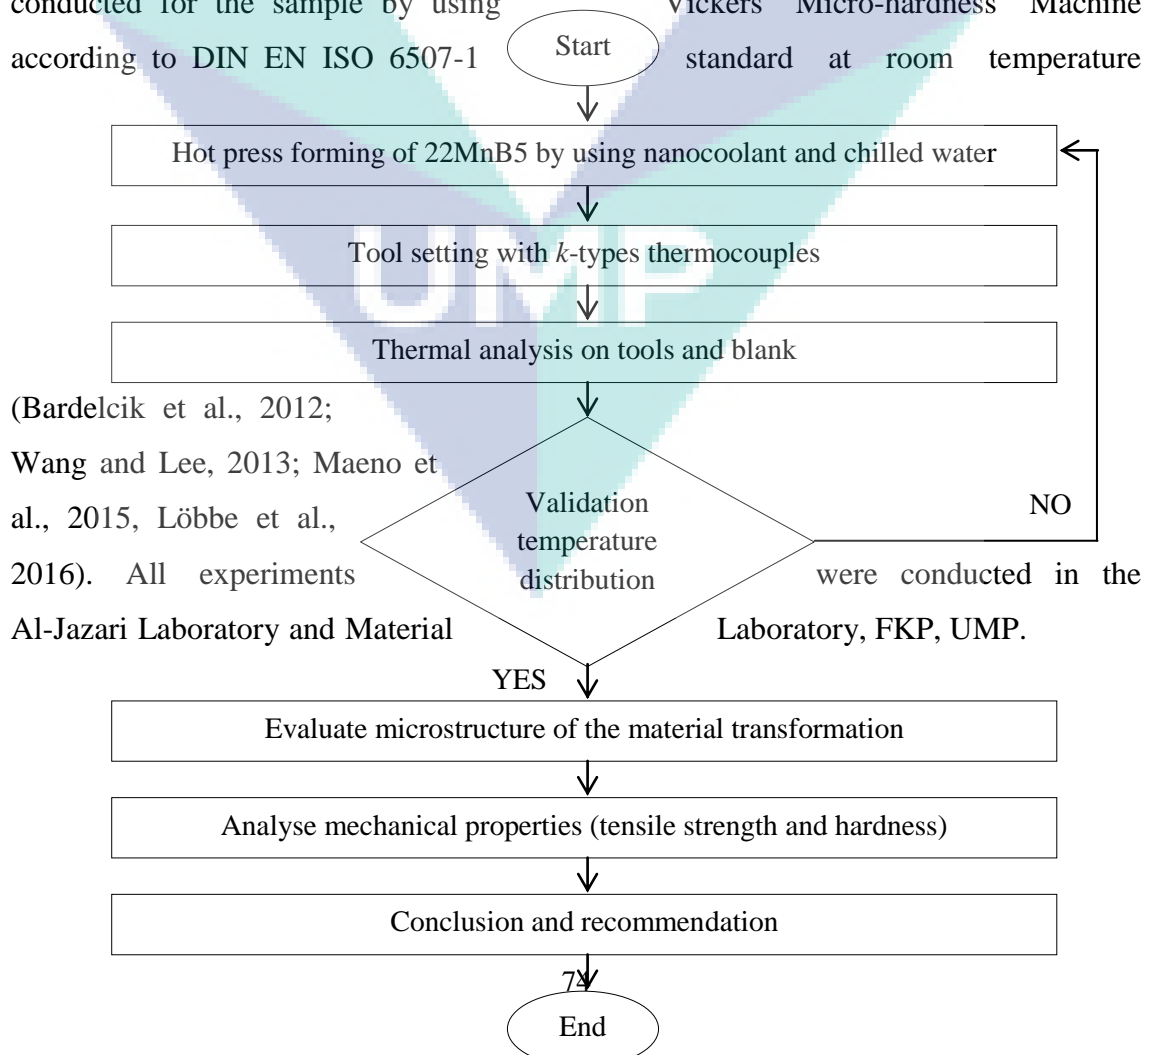 conducted for the sample by using Vickers Micro-hardness Machine
Start
according to DIN EN ISO 6507-1 standard at room temperature
Hot press forming of 22MnB5 by using nanocoolant and chilled water
Tool setting with k-types thermocouples
UMP
Thermal analysis on tools and blank
(Bardelcik et al., 2012;
Wang and Lee, 2013; Maeno et
al., 2015, Löbbe et al.,
Validation
temperature
distribution
NO
2016). All experiments were conducted in the
Al-Jazari Laboratory and Material Laboratory, FKP, UMP.
YES
Evaluate microstructure of the material transformation
Analyse mechanical properties (tensile strength and hardness)
Conclusion and recommendation
74
End